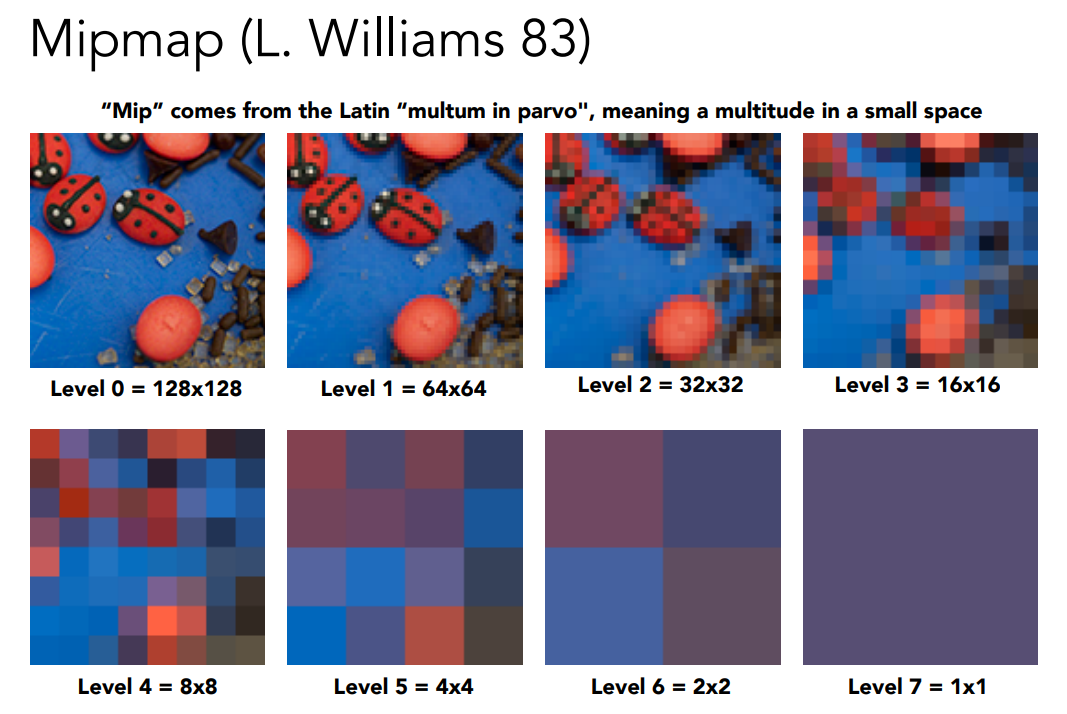 Mipmap (L. Williams 83)
“Mip” comes from the Latin “multum in parvo", meaning a multitude in a small space
Level 0 = 128x128
Level 1 = 64x64
Level 2 = 32x32
Level 3 = 16x16
Level 4 = 8x8
Level 5 = 4x4
Level 6 = 2x2
Level 7 = 1x1